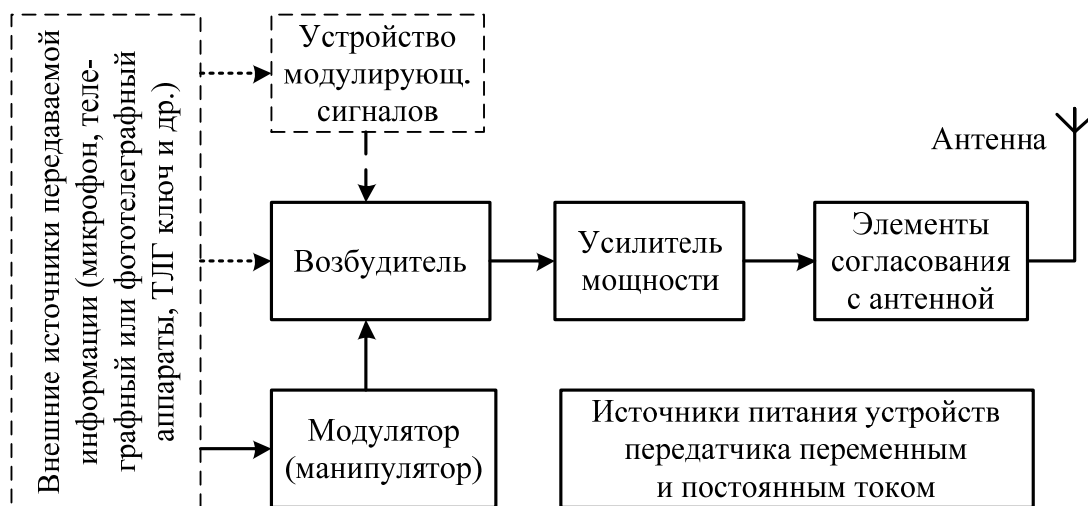 Внешние источники передаваемой
информации (микрофон, теле-
графный или фототелеграфный
аппараты, ТЛГ ключ и др.)
Устройство
модулирующ.
сигналов
Антенна
Возбудитель
Усилитель
мощности
Элементы
согласования
с антенной
Модулятор
(манипулятор)
Источники питания устройств
передатчика переменным
и постоянным током